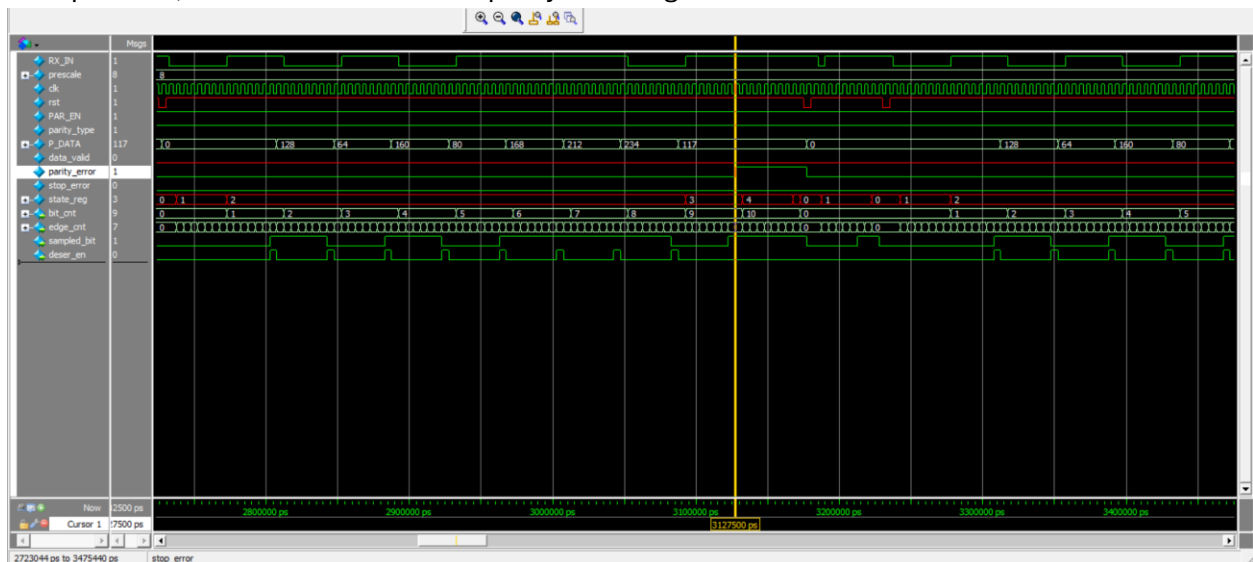 Msgs
RX_IN 1
prescale 8 8
clk 1
rst 1
PAR_EN 1
parity_type 1
P_DATA 117 0 128 64 160 80 168 212 234 117 0 128 64 160 80
data_valid 0
parity_error 1
stop_error 0
state_reg 3 0 1 2 3 4 0 1 0 1 2
bit_cnt 9 0 1 2 3 4 5 6 7 8 9 10 0 1 2 3 4 5
edge_cnt 7 0 0 0
sampled_bit 1
deser_en 0
Now 2500 ps 2800000 ps 2900000 ps 3000000 ps 3100000 ps 3200000 ps 3300000 ps 3400000 ps
Cursor 1 7500 ps 3127500 ps
2723044 ps to 3475440 ps stop_error